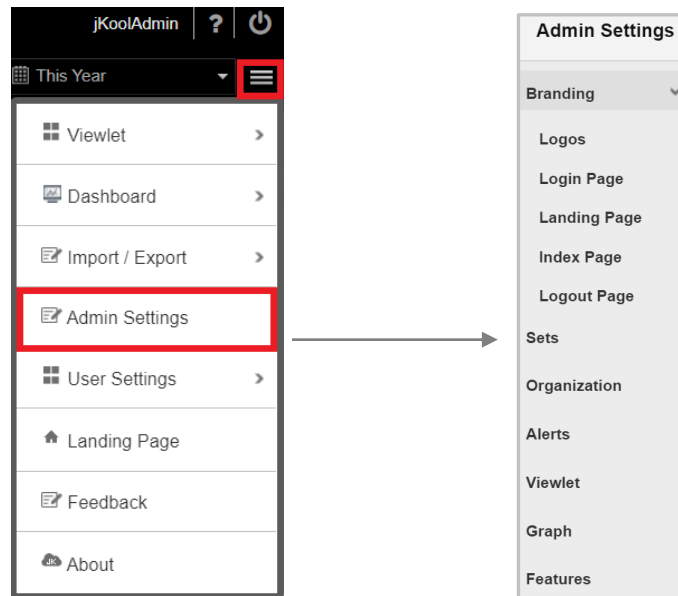 jKoolAdmin ?
This Year
Viewlet
Dashboard
Import / Export
Admin Settings
User Settings
Landing Page
Feedback
JK About
Admin Settings
Branding
Logos
Login Page
Landing Page
Index Page
Logout Page
Sets
Organization
Alerts
Viewlet
Graph
Features